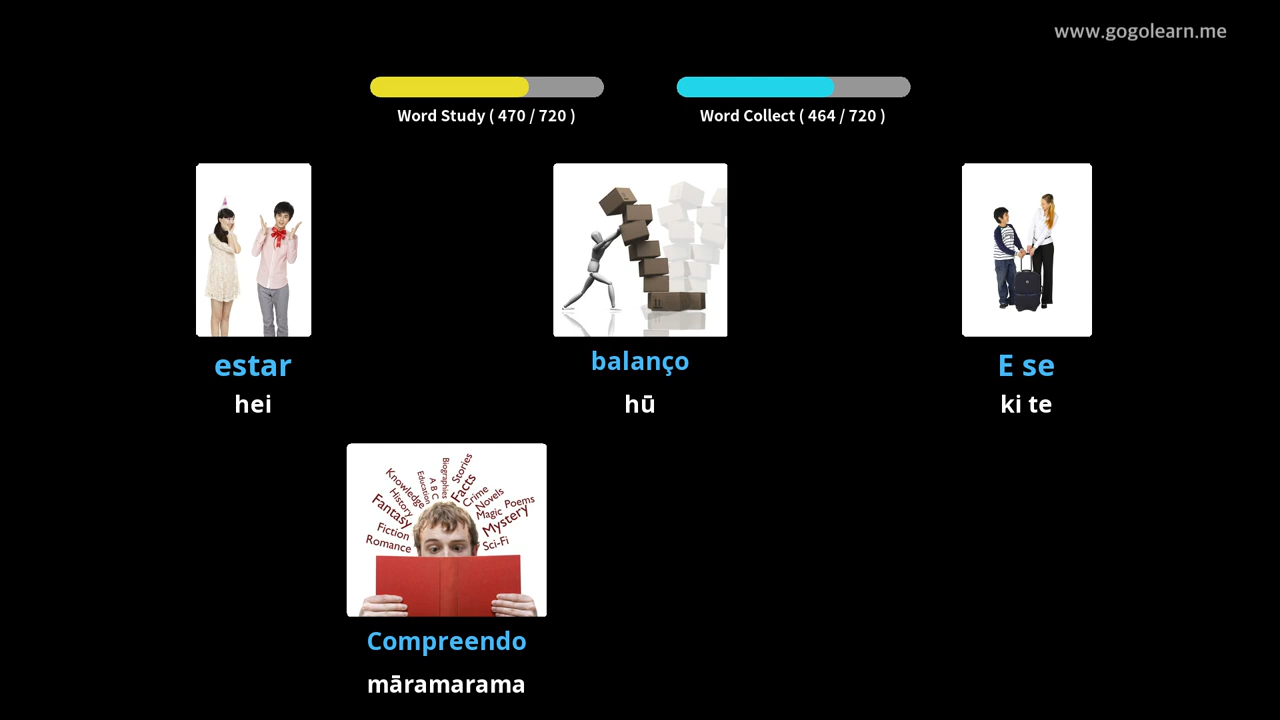 www.gogolearn.me
Word Study ( 470 / 720 )
Word Collect ( 464 / 720 )
estar
hei
balanço
hū
E se
ki te
Stories
Biographies
A B C
Education
Facts
Knowledge
Crime
History
Novels
Fantasy
Magic
Poems
Mystery
Fiction
Romance
Sci-Fi
Compreendo
māramarama